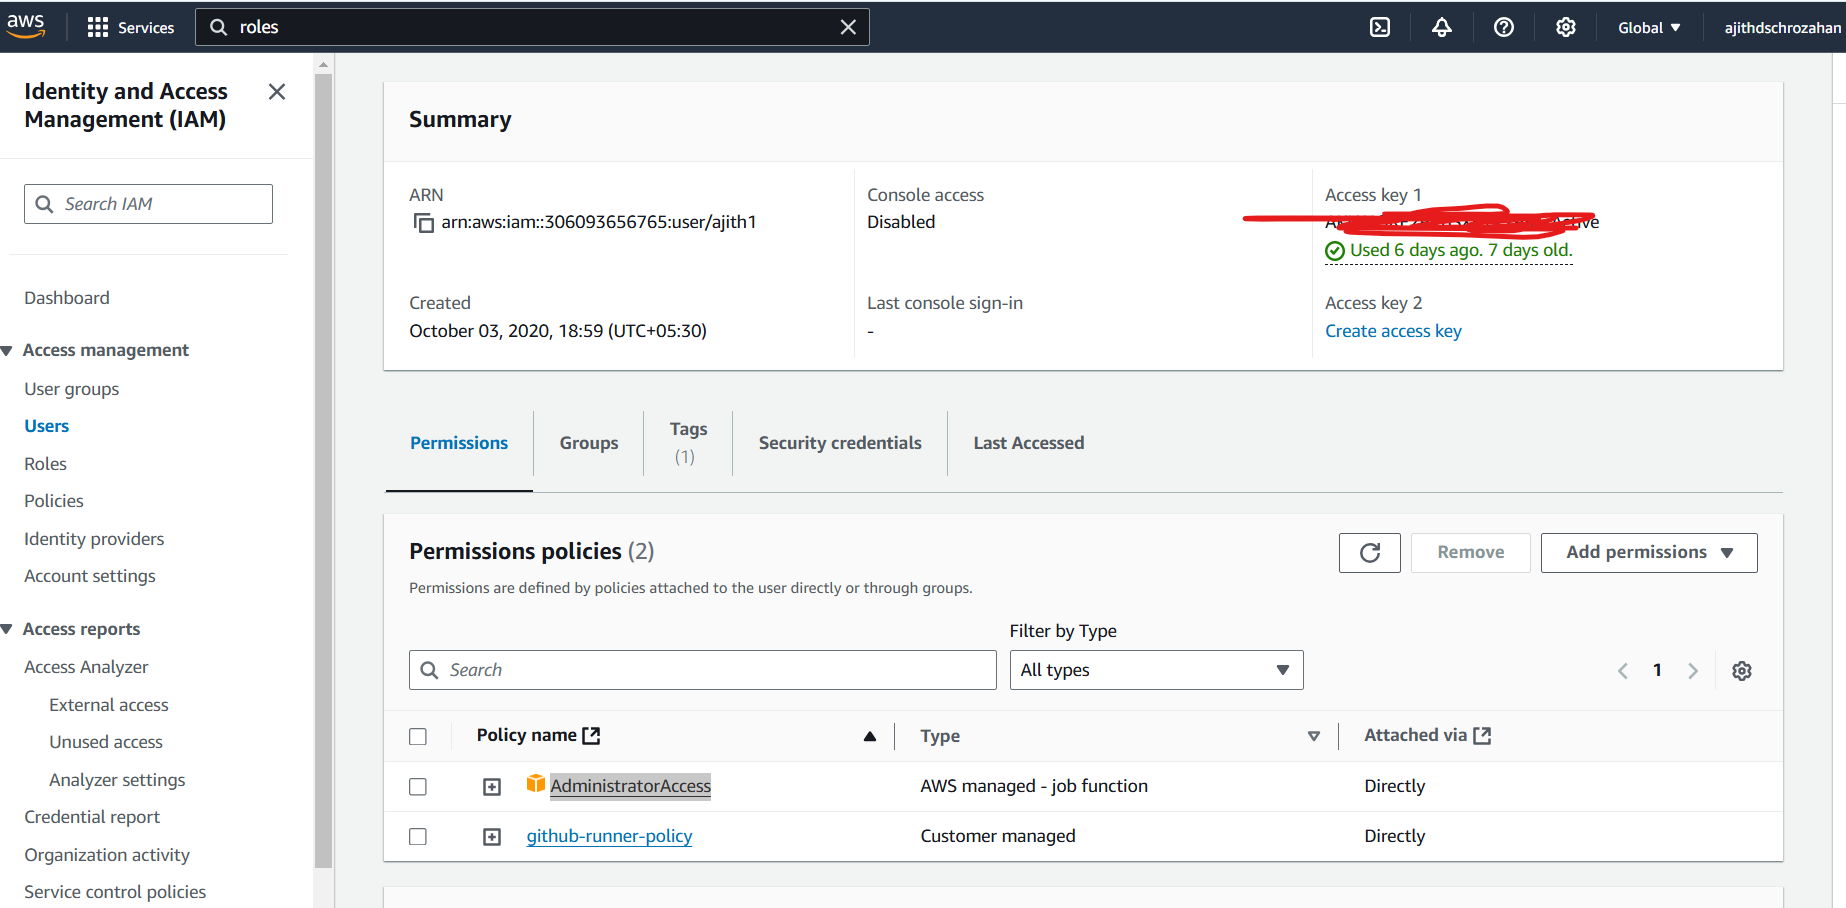 aws
Services
roles
Global
ajithdschrozahan
Identity and Access
Management (IAM)
Search IAM
Dashboard
Access management
User groups
Users
Roles
Policies
Identity providers
Account settings
Access reports
Access Analyzer
External access
Unused access
Analyzer settings
Credential report
Organization activity
Service control policies
Summary
ARN
arn:aws:iam::306093656765:user/ajith1
Console access
Disabled
Access key 1
Used 6 days ago. 7 days old.
Created
October 03, 2020, 18:59 (UTC+05:30)
Last console sign-in
-
Access key 2
Create access key
Permissions
Groups
Tags
(1)
Security credentials
Last Accessed
Permissions policies (2)
Remove
Add permissions
Permissions are defined by policies attached to the user directly or through groups.
Filter by Type
Search
All types
1
Policy name
Type
Attached via
AdministratorAccess
AWS managed - job function
Directly
github-runner-policy
Customer managed
Directly